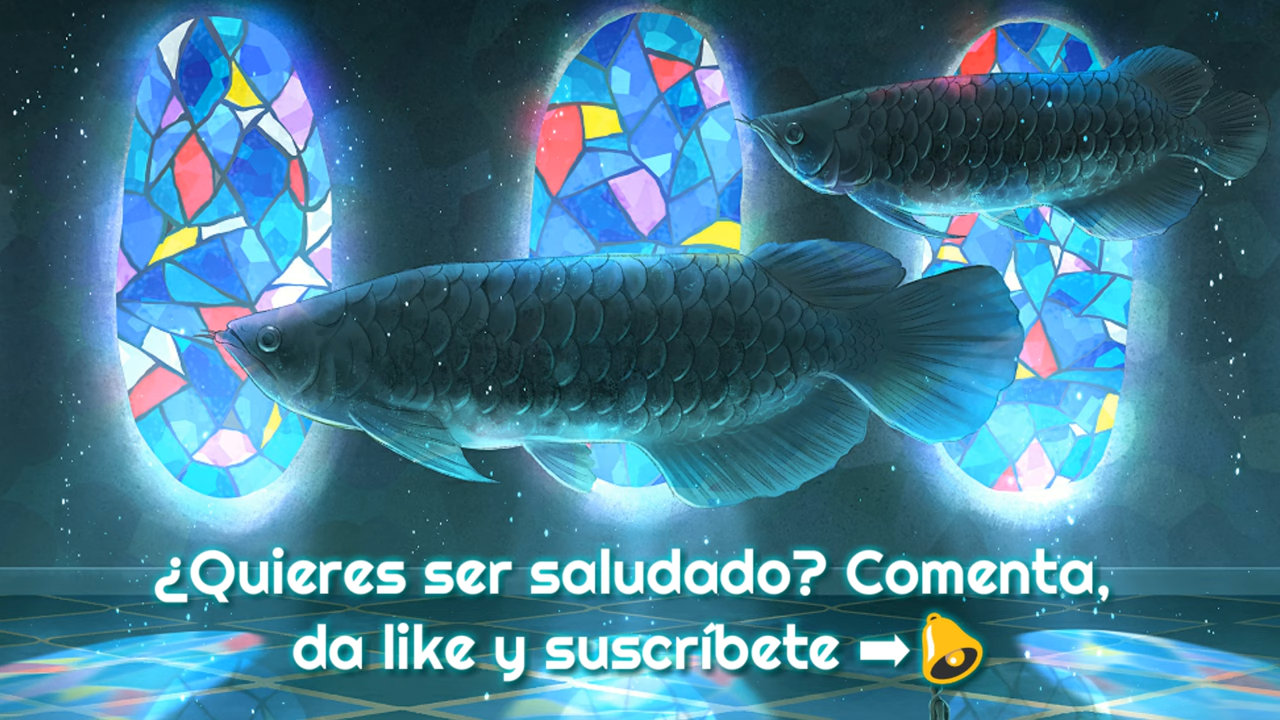 ¿Quieres ser saludado? Comenta,
da like y suscríbete ➡🔔